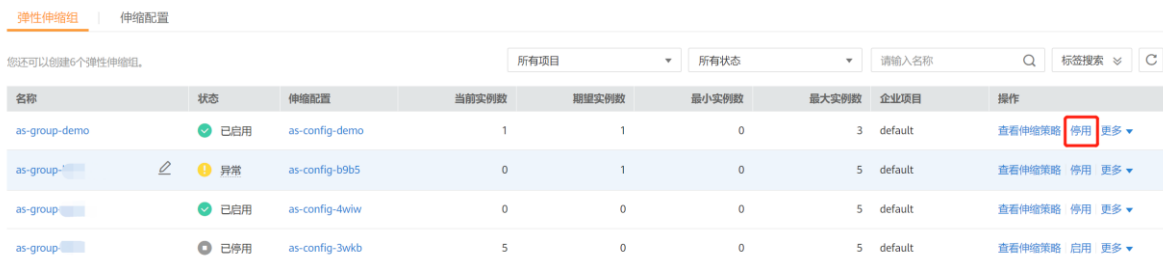 弹性伸缩组 伸缩配置
您还可以创建6个弹性伸缩组。 所有项目 所有状态 请输入名称 标签搜索
名称 状态 伸缩配置 当前实例数 期望实例数 最小实例数 最大实例数 企业项目 操作
as-group-demo 已启用 as-config-demo 1 1 0 3 default 查看伸缩策略 停用 更多
as-group- 异常 as-config-b9b5 0 1 0 5 default 查看伸缩策略 停用 更多
as-group- 已启用 as-config-4wiw 0 0 0 5 default 查看伸缩策略 停用 更多
as-group- 已停用 as-config-3wkb 5 0 0 5 default 查看伸缩策略 启用 更多